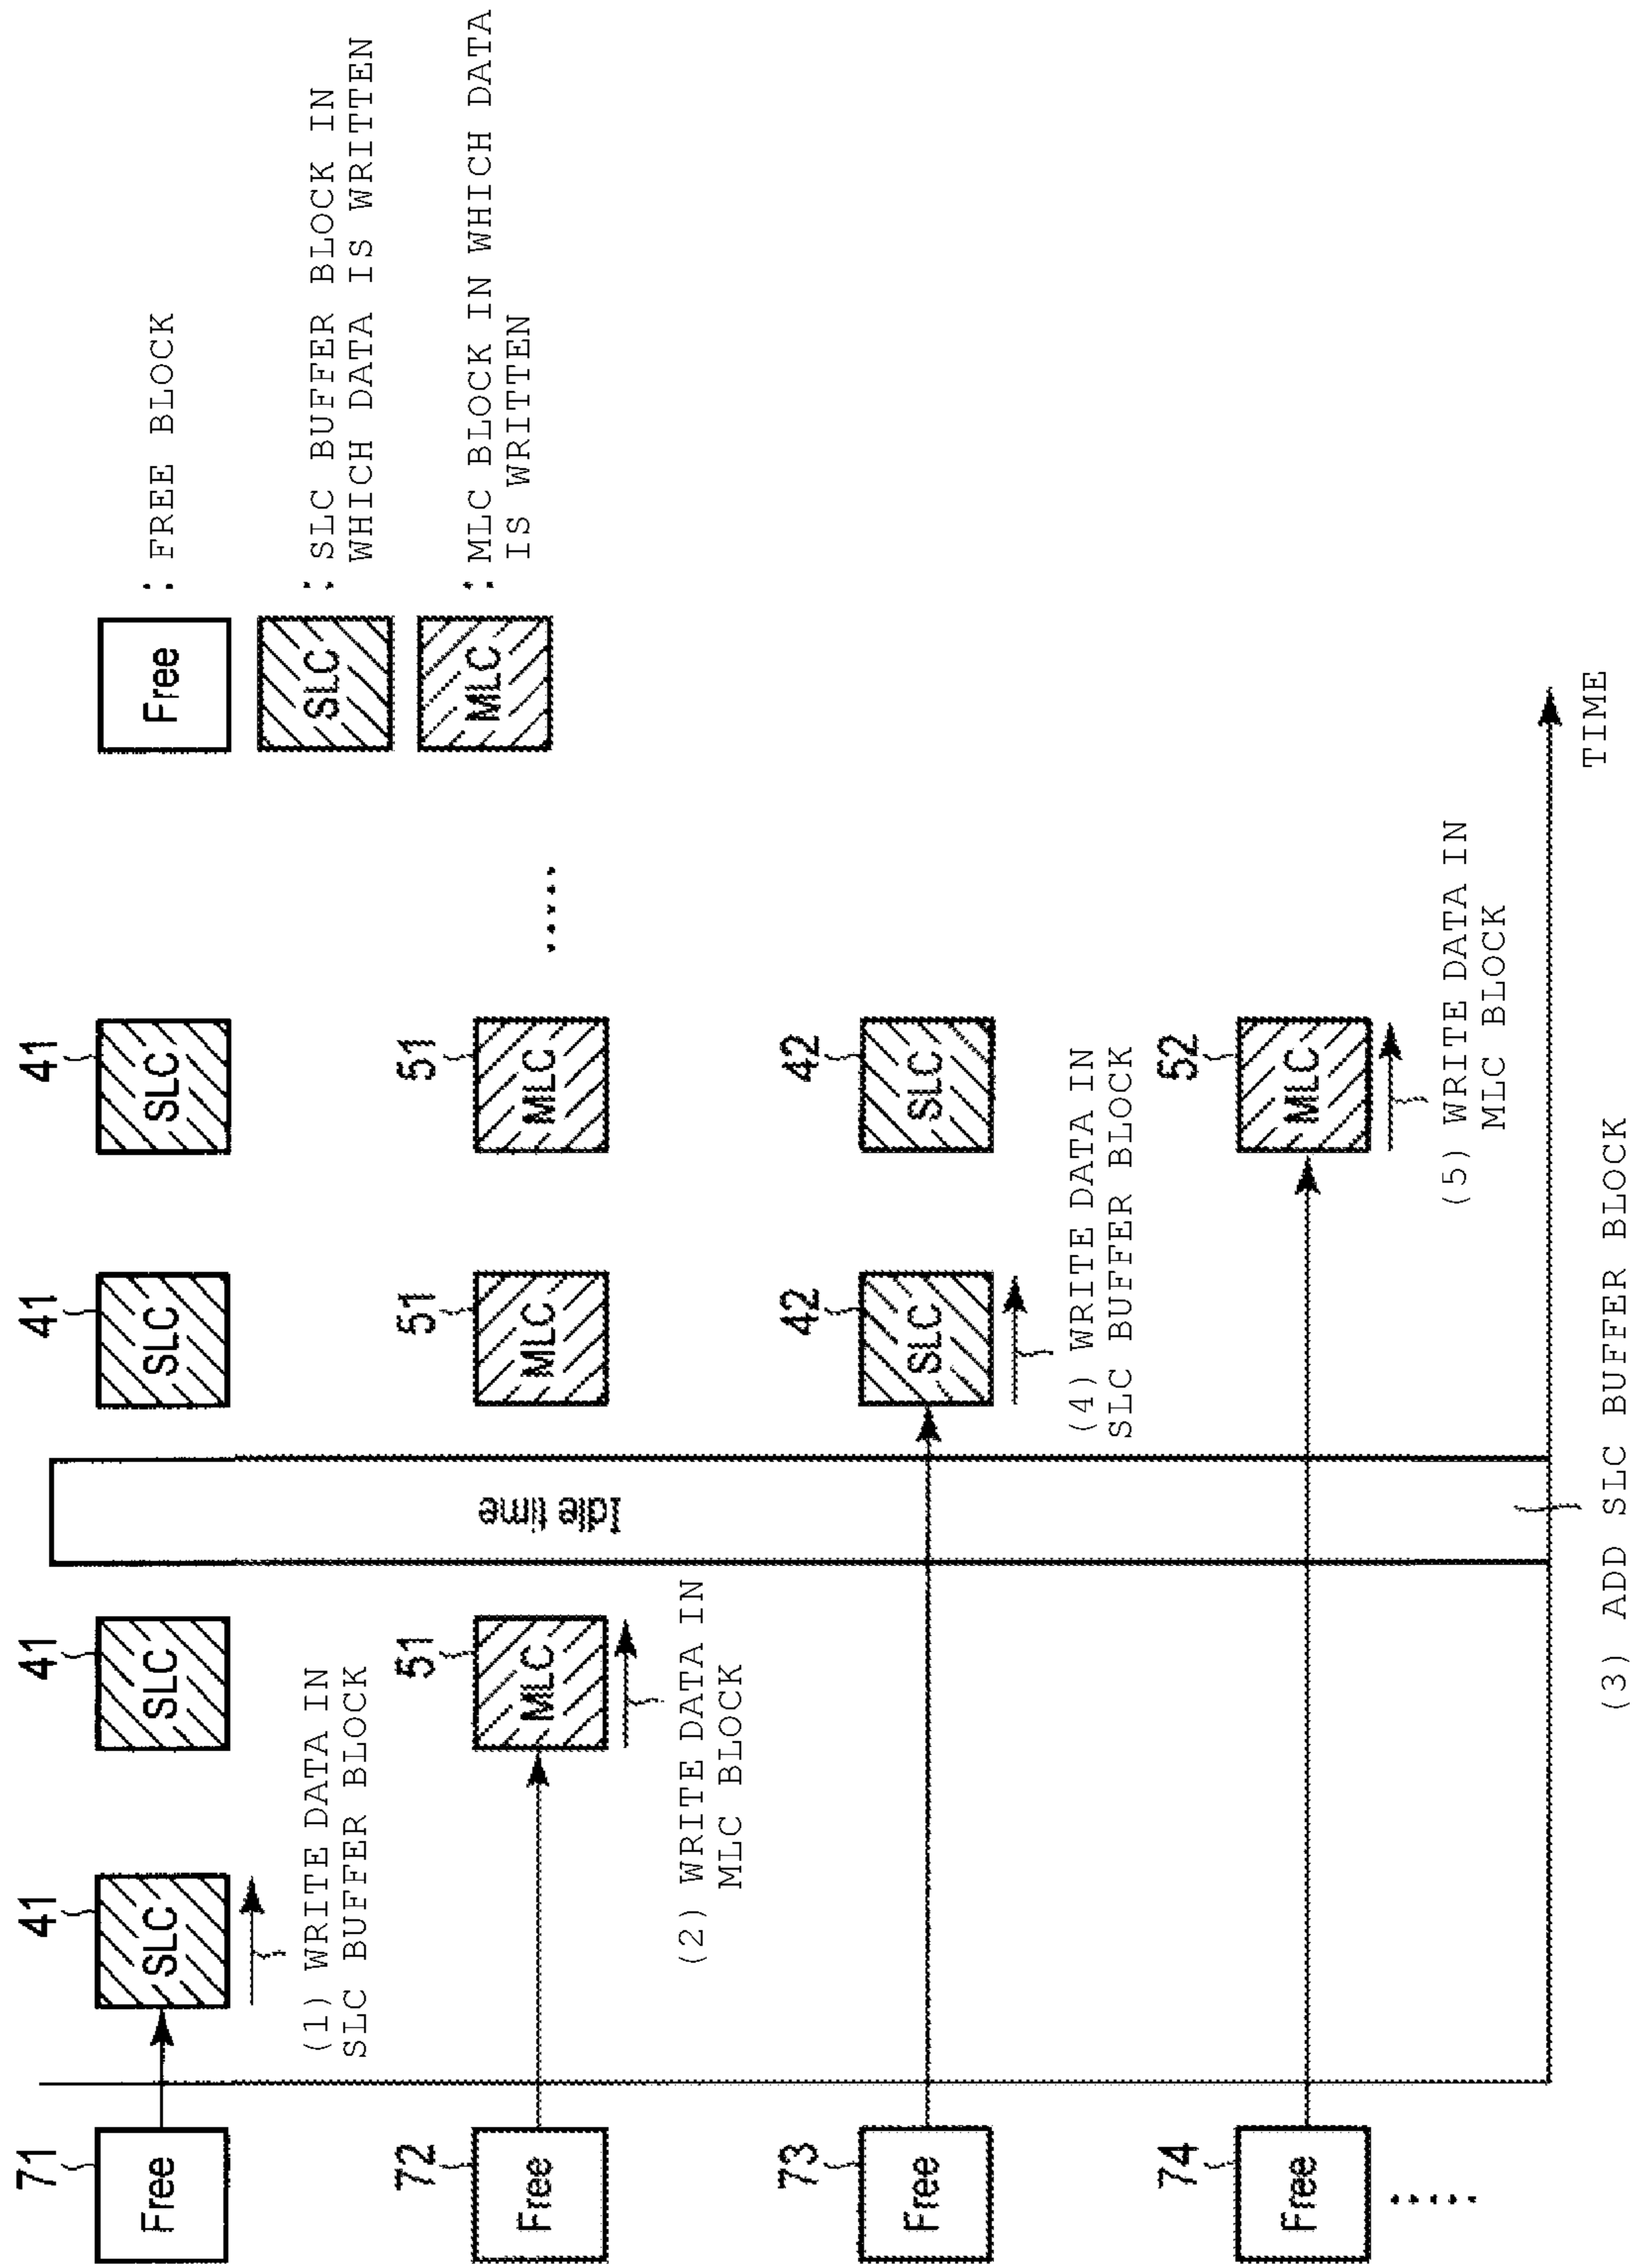 71
Free
41
SLC
41
SLC
41
SLC
41
SLC
(1) WRITE DATA IN
SLC BUFFER BLOCK
72
Free
51
MLC
51
MLC
51
MLC
.....
(2) WRITE DATA IN
MLC BLOCK
Idle time
73
Free
42
SLC
42
SLC
(4) WRITE DATA IN
SLC BUFFER BLOCK
74
Free
52
MLC
(5) WRITE DATA IN
MLC BLOCK
.....
TIME
(3) ADD SLC BUFFER BLOCK
Free
: FREE BLOCK
SLC
: SLC BUFFER BLOCK IN
WHICH DATA IS WRITTEN
MLC
: MLC BLOCK IN WHICH DATA
IS WRITTEN